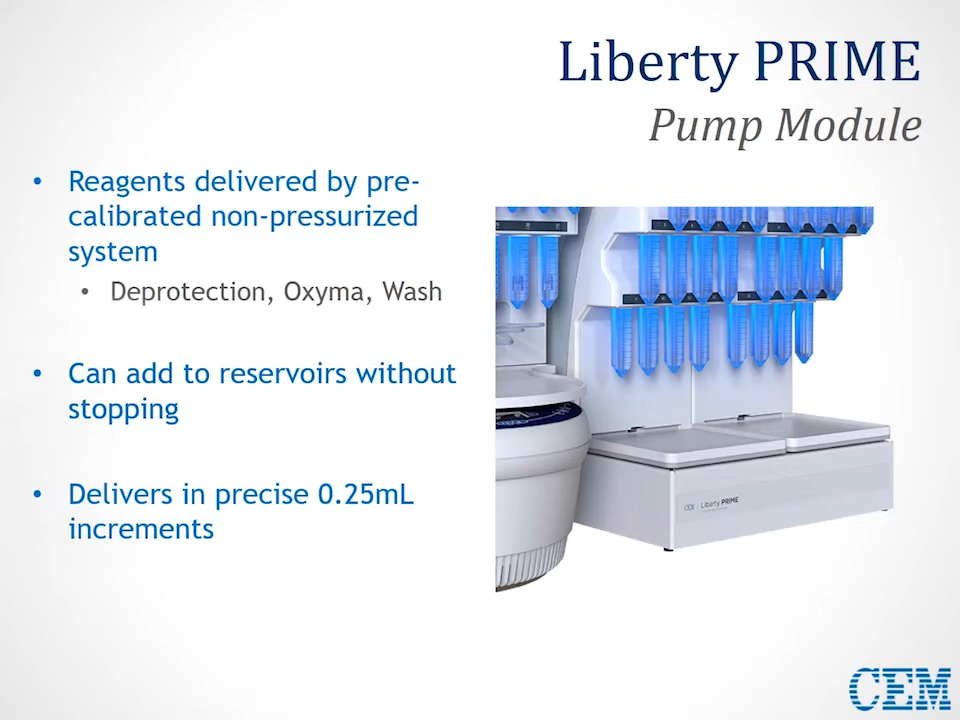 Liberty PRIME
Pump Module
• Reagents delivered by pre-
calibrated non-pressurized
system
• Deprotection, Oxyma, Wash
• Can add to reservoirs without
stopping
• Delivers in precise 0.25mL
increments
CEM Liberty PRIME
CEM